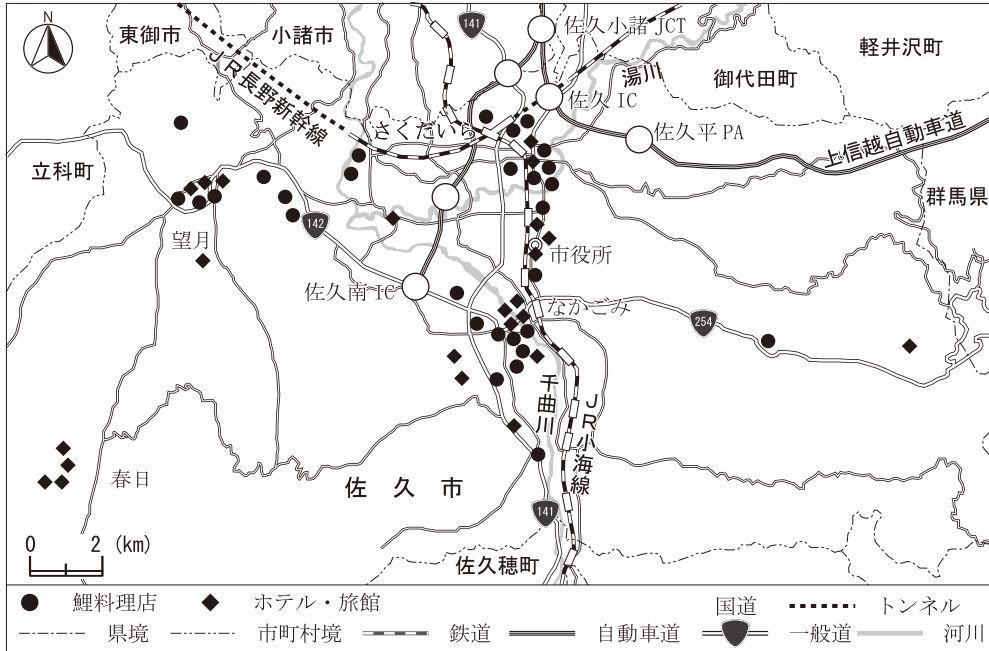 N
東御市
小諸市
141
佐久小諸JCT
軽井沢町
御代田町
湯川
佐久IC
JR長野新幹線
さくだいら
佐久平PA
上信越自動車道
立科町
群馬県
142
望月
市役所
佐久南IC
なかごみ
254
千曲川
JR小海線
春日
佐久市
141
0 2 (km)
佐久穂町
鯉料理店 ホテル・旅館 国道 トンネル
県境 市町村境 鉄道 自動車道 一般道 河川